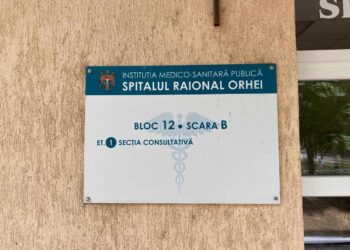 INSTITUȚIA MEDICO-SANITARĂ PUBLICĂ
SPITALUL RAIONAL ORHEI
BLOC 12 • SCARA B
ET. 1 SECȚIA CONSULTATIVĂ